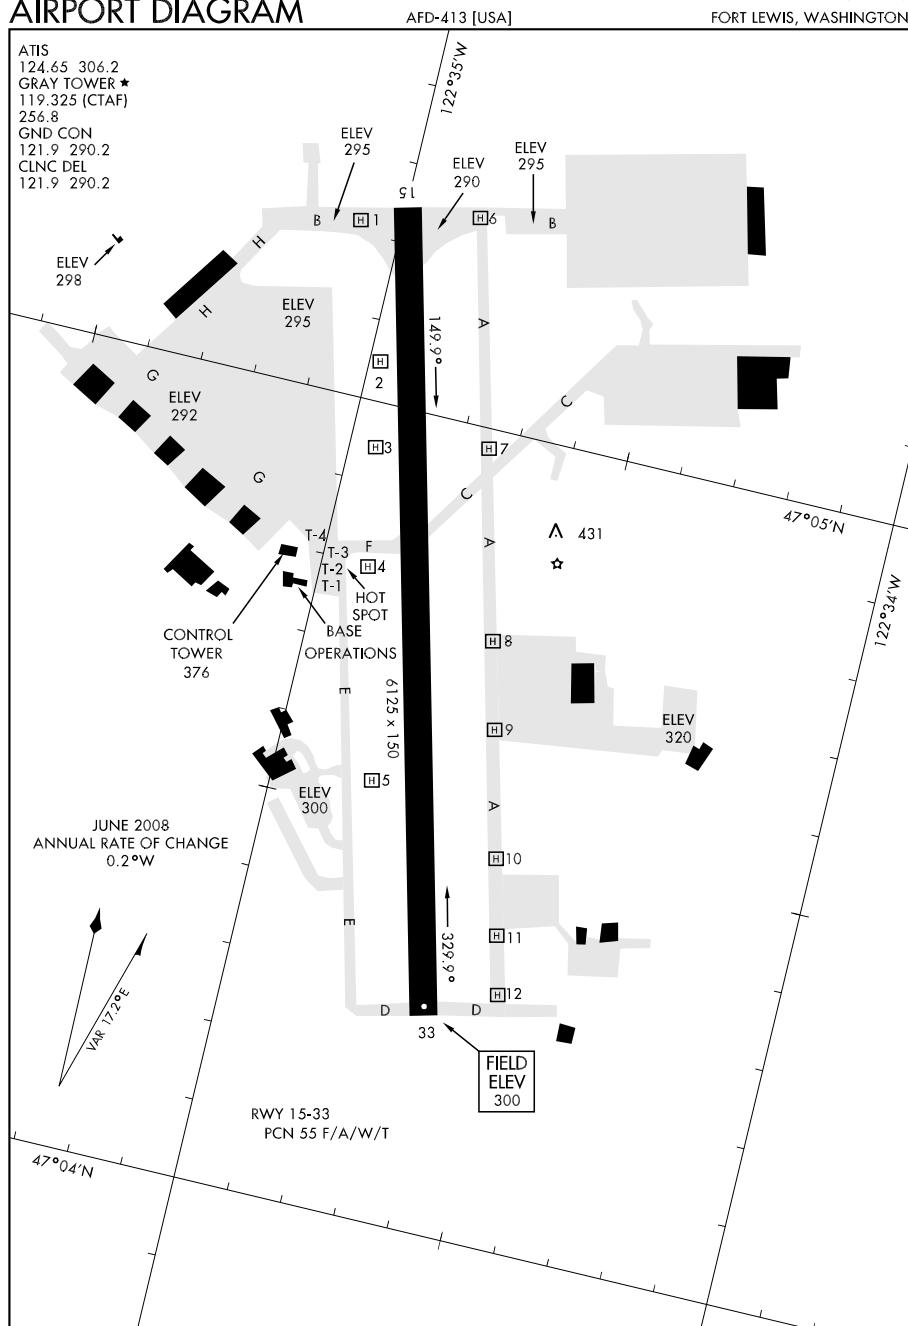 AIRPORT DIAGRAM
AFD-413 [USA]
FORT LEWIS, WASHINGTON
ATIS
124.65 306.2
GRAY TOWER ★
119.325 (CTAF)
256.8
GND CON
121.9 290.2
CLNC DEL
121.9 290.2
122°35'W
ELEV
295
ELEV
290
ELEV
295
15
B
H 1
H 6
B
H
ELEV
298
H
ELEV
295
149.9°
A
H
2
G
ELEV
292
C
H 3
H 7
G
C
47°05'N
T-4
F
T-3
T-2
T-1
H 4
A
431
HOT
SPOT
BASE
OPERATIONS
CONTROL
TOWER
376
122°34'W
H 8
E
6125 x 150
H 9
ELEV
320
H 5
ELEV
300
A
JUNE 2008
ANNUAL RATE OF CHANGE
0.2°W
H 10
E
329.9°
H 11
VAR 17.2°E
H 12
D
D
33
FIELD
ELEV
300
RWY 15-33
PCN 55 F/A/W/T
47°04'N